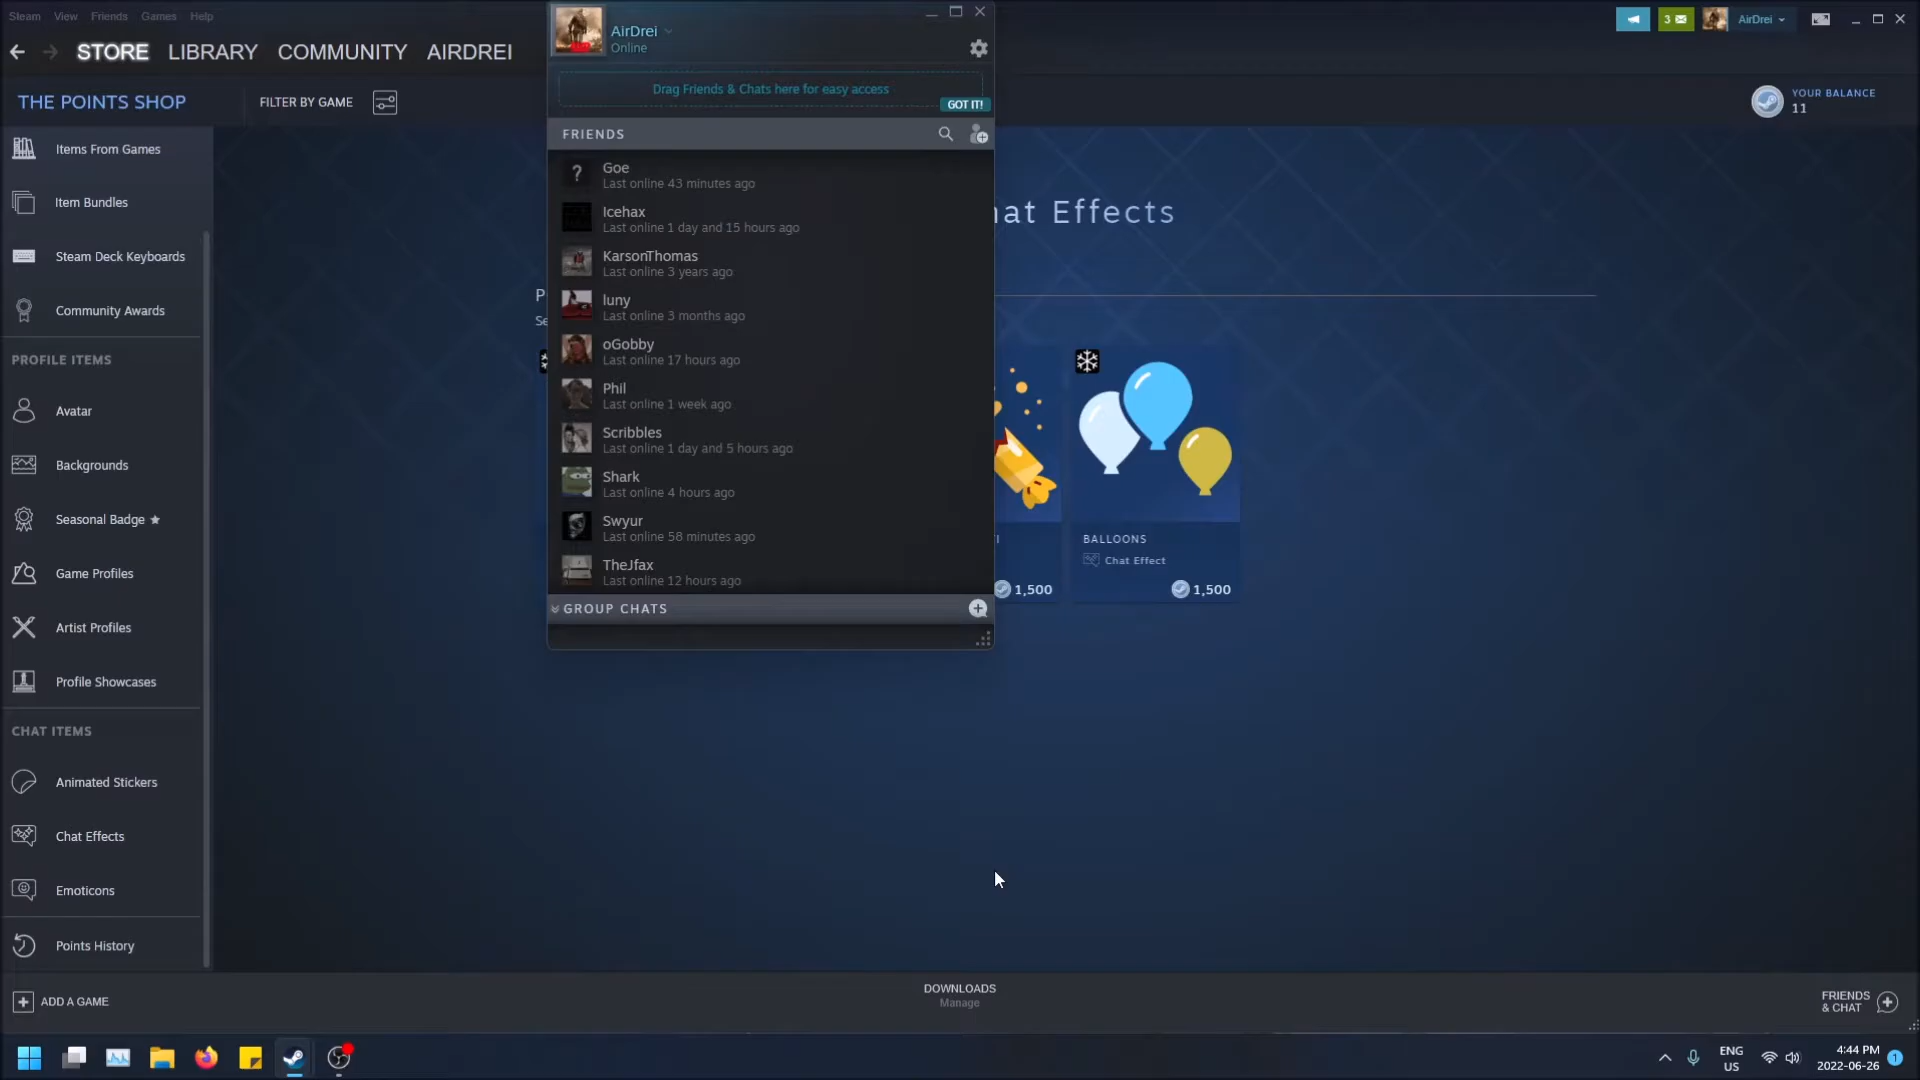 Steam View Friends Games Help
STORE LIBRARY COMMUNITY AIRDREI
3 AirDrei
THE POINTS SHOP
FILTER BY GAME
YOUR BALANCE
11
Items From Games
Item Bundles
Steam Deck Keyboards
Community Awards
PROFILE ITEMS
Avatar
Backgrounds
Seasonal Badge
Game Profiles
Artist Profiles
Profile Showcases
CHAT ITEMS
Animated Stickers
Chat Effects
Emoticons
Points History
AirDrei
Online
Drag Friends & Chats here for easy access
GOT IT!
FRIENDS
?
Goe
Last online 43 minutes ago
Icehax
Last online 1 day and 15 hours ago
KarsonThomas
Last online 3 years ago
luny
Last online 3 months ago
oGobby
Last online 17 hours ago
Phil
Last online 1 week ago
Scribbles
Last online 1 day and 5 hours ago
Shark
Last online 4 hours ago
Swyur
Last online 58 minutes ago
TheJfax
Last online 12 hours ago
GROUP CHATS
hat Effects
P
Se
TI
1,500
BALLOONS
Chat Effect
1,500
ADD A GAME
DOWNLOADS
Manage
FRIENDS
& CHAT
ENG
US
4:44 PM
2022-06-26
1